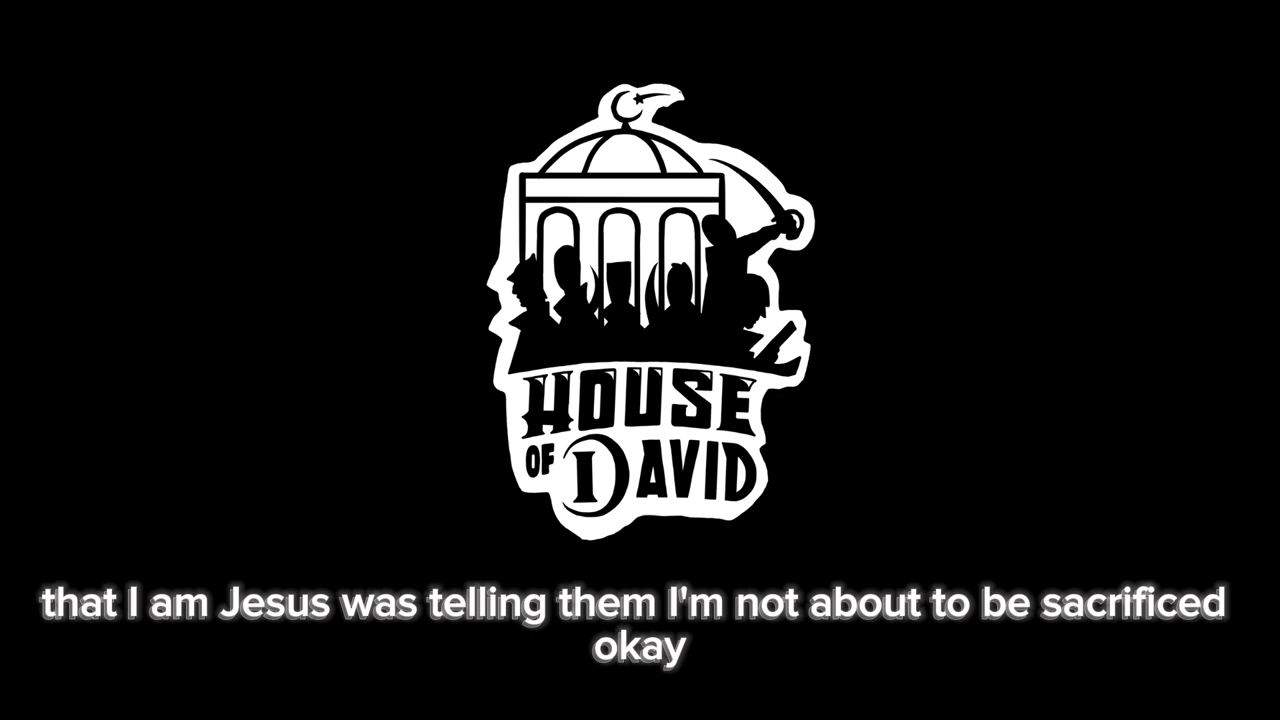 HOUSE
OF DAVID
that I am Jesus was telling them I'm not about to be sacrificed
okay